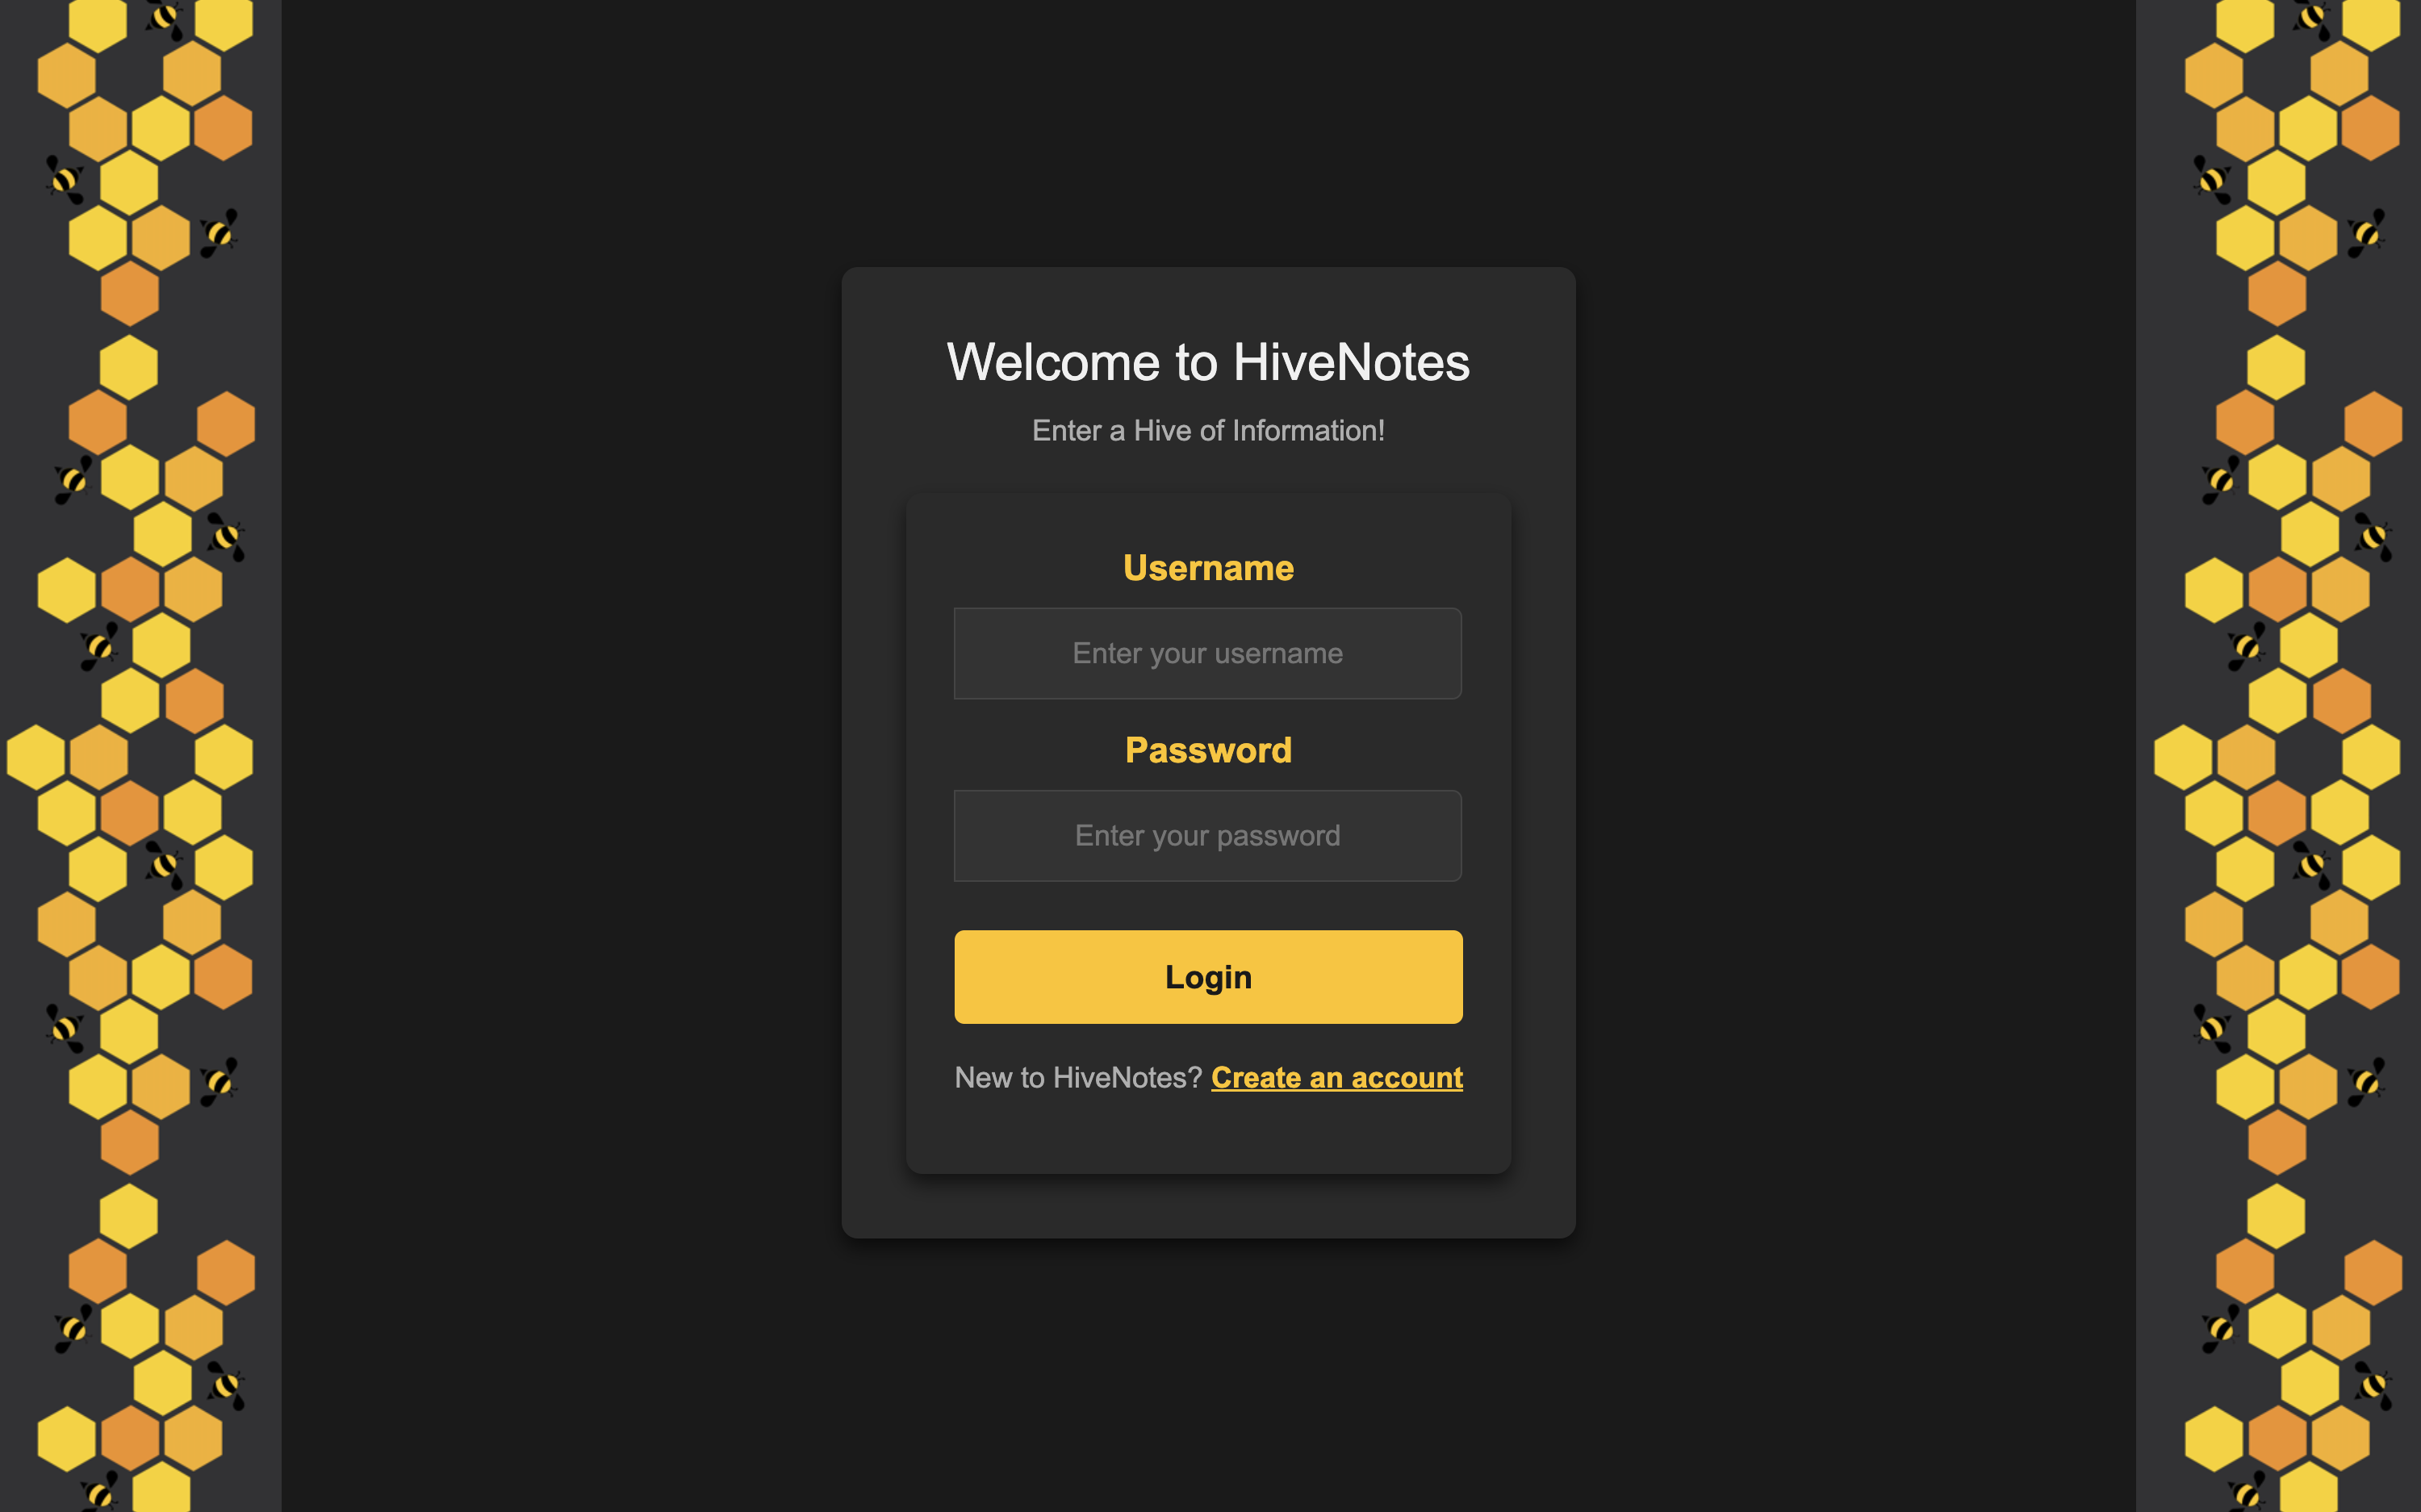 Welcome to HiveNotes
Enter a Hive of Information!
Username
Enter your username
Password
Enter your password
Login
New to HiveNotes? Create an account